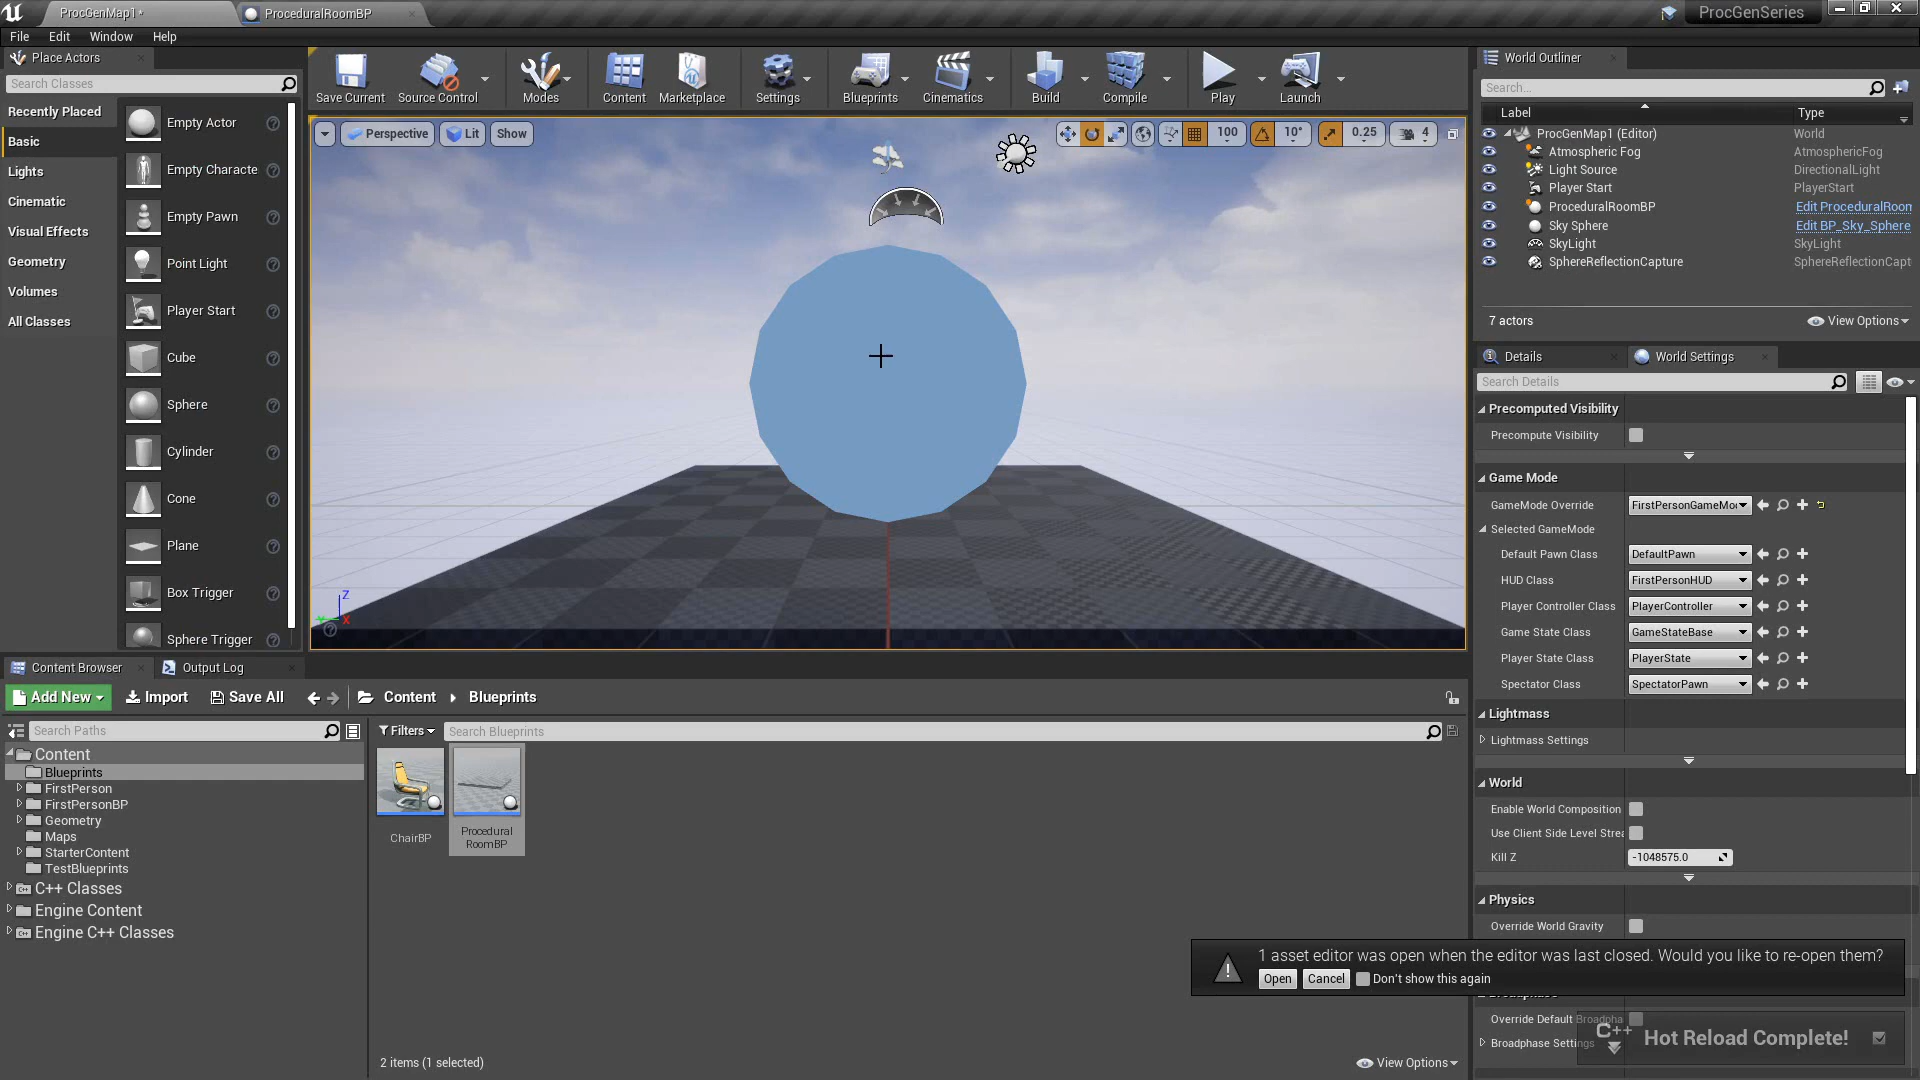 ProcGenMap1*
ProceduralRoomBP
ProcGenSeries
File Edit Window Help
Place Actors
Search Classes
Recently Placed
Basic
Lights
Cinematic
Visual Effects
Geometry
Volumes
All Classes
Empty Actor
Empty Characte
Empty Pawn
Point Light
Player Start
Cube
Sphere
Cylinder
Cone
Plane
Box Trigger
Sphere Trigger
Save Current
Source Control
Modes
Content
Marketplace
Settings
Blueprints
Cinematics
Build
Compile
Play
Launch
Perspective
Lit
Show
100
10°
0.25
4
Z
X
World Outliner
Search...
Label Type
ProcGenMap1 (Editor) World
Atmospheric Fog AtmosphericFog
Light Source DirectionalLight
Player Start PlayerStart
ProceduralRoomBP Edit ProceduralRoom
Sky Sphere Edit BP_Sky_Sphere
SkyLight SkyLight
SphereReflectionCapture SphereReflectionCapt
7 actors
View Options
Details
World Settings
Search Details
Precomputed Visibility
Precompute Visibility
Game Mode
GameMode Override FirstPersonGameMo
Selected GameMode
Default Pawn Class DefaultPawn
HUD Class FirstPersonHUD
Player Controller Class PlayerController
Game State Class GameStateBase
Player State Class PlayerState
Spectator Class SpectatorPawn
Lightmass
Lightmass Settings
World
Enable World Composition
Use Client Side Level Strea
Kill Z -1048575.0
Physics
Override World Gravity
1 asset editor was open when the editor was last closed. Would you like to re-open them?
Open Cancel Don't show this again
Override Default Broadpha
Broadphase Settings
C++
Hot Reload Complete!
Content Browser
Output Log
Add New
Import
Save All
Content
Blueprints
Search Paths
Filters
Search Blueprints
Content
Blueprints
FirstPerson
FirstPersonBP
Geometry
Maps
StarterContent
TestBlueprints
C++ Classes
Engine Content
Engine C++ Classes
ChairBP
Procedural
RoomBP
2 items (1 selected)
View Options